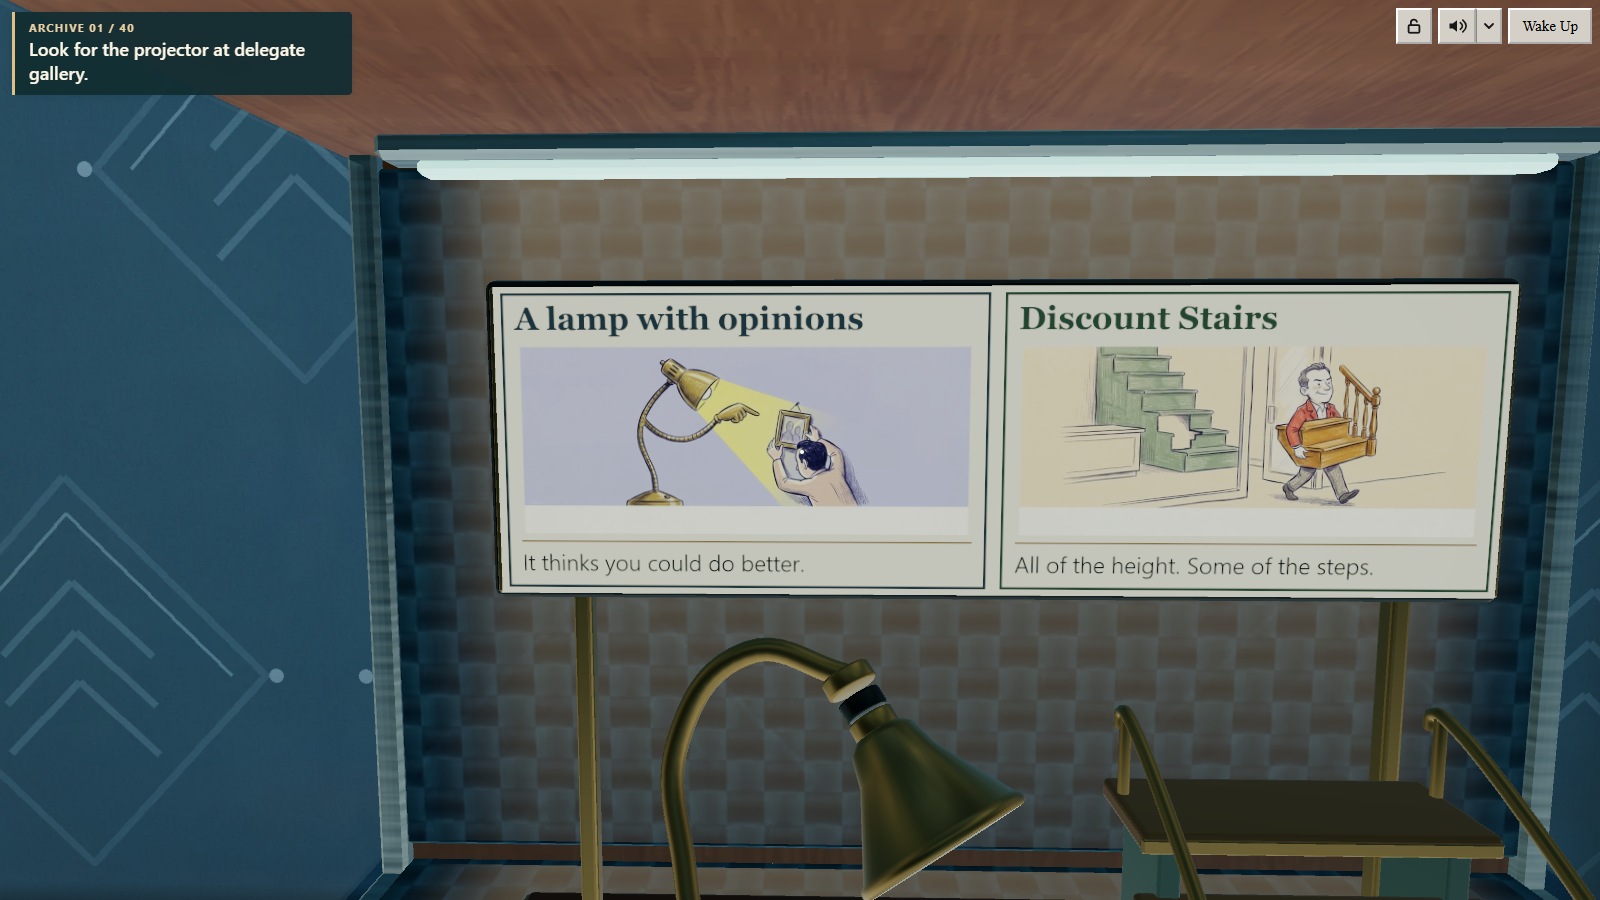 ARCHIVE 01 / 40
Look for the projector at delegate
gallery.
Wake Up
A lamp with opinions
It thinks you could do better.
Discount Stairs
All of the height. Some of the steps.